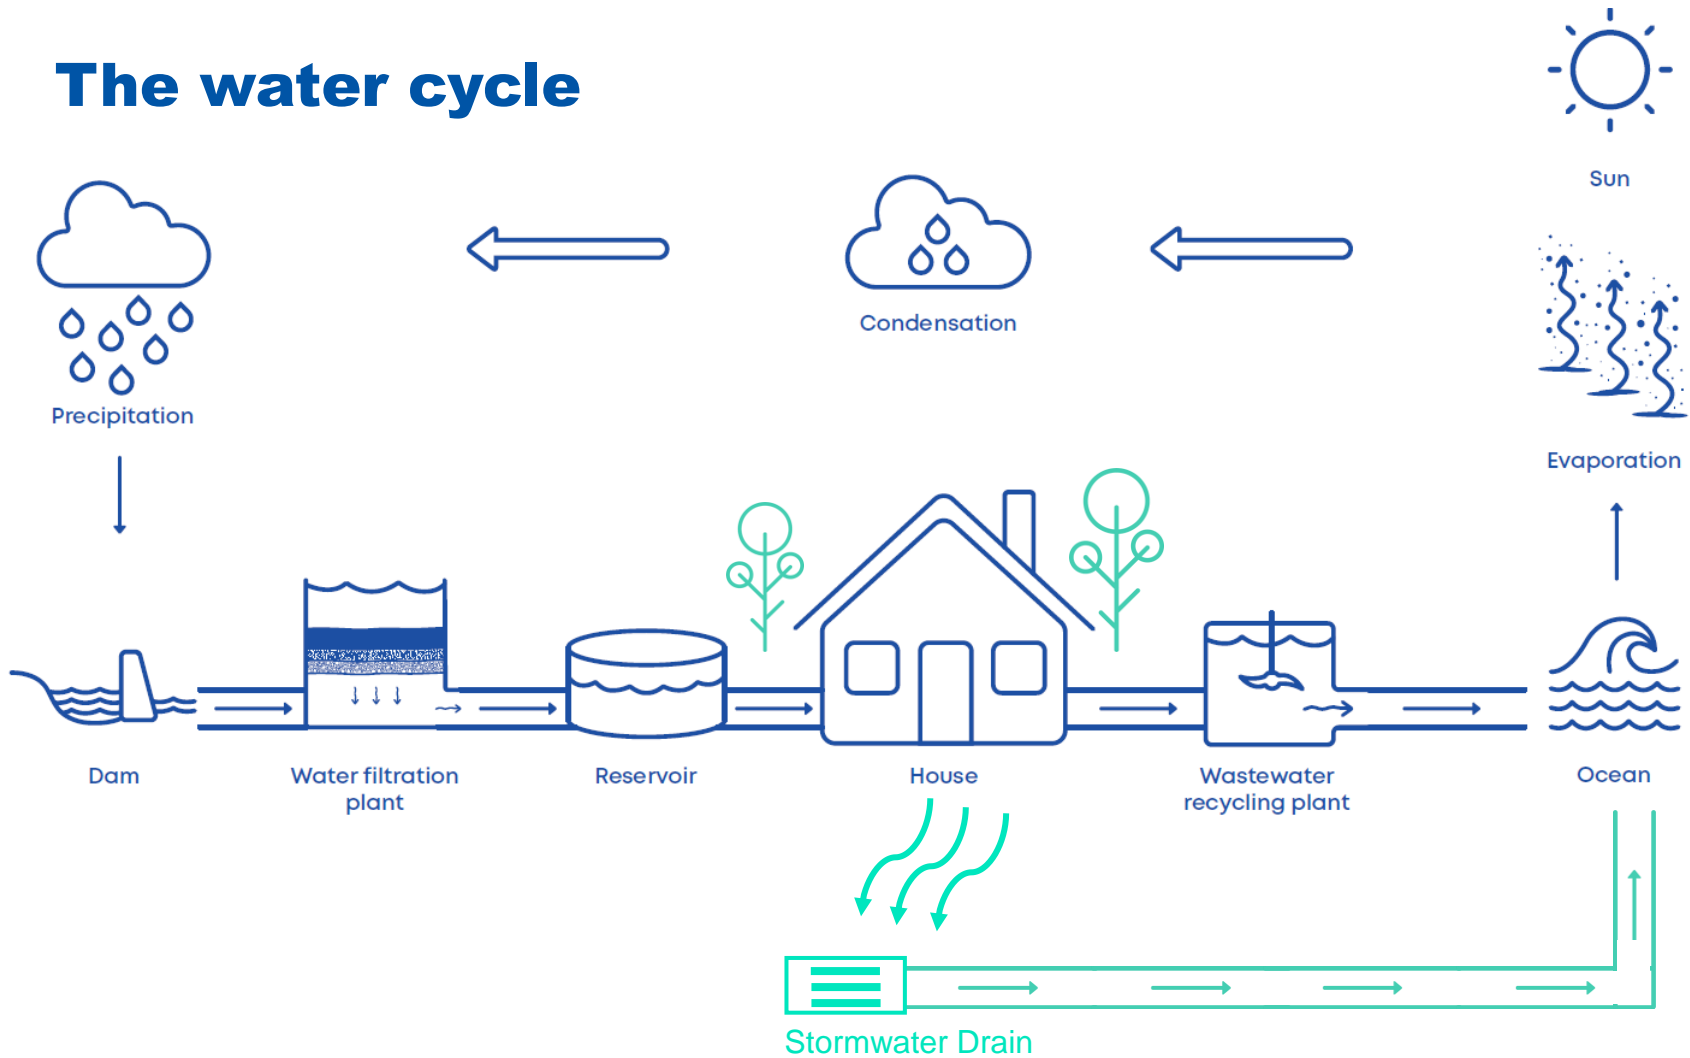 The water cycle
Sun
Condensation
Precipitation
Evaporation
Dam
Water filtration
plant
Reservoir
House
Wastewater
recycling plant
Ocean
Stormwater Drain